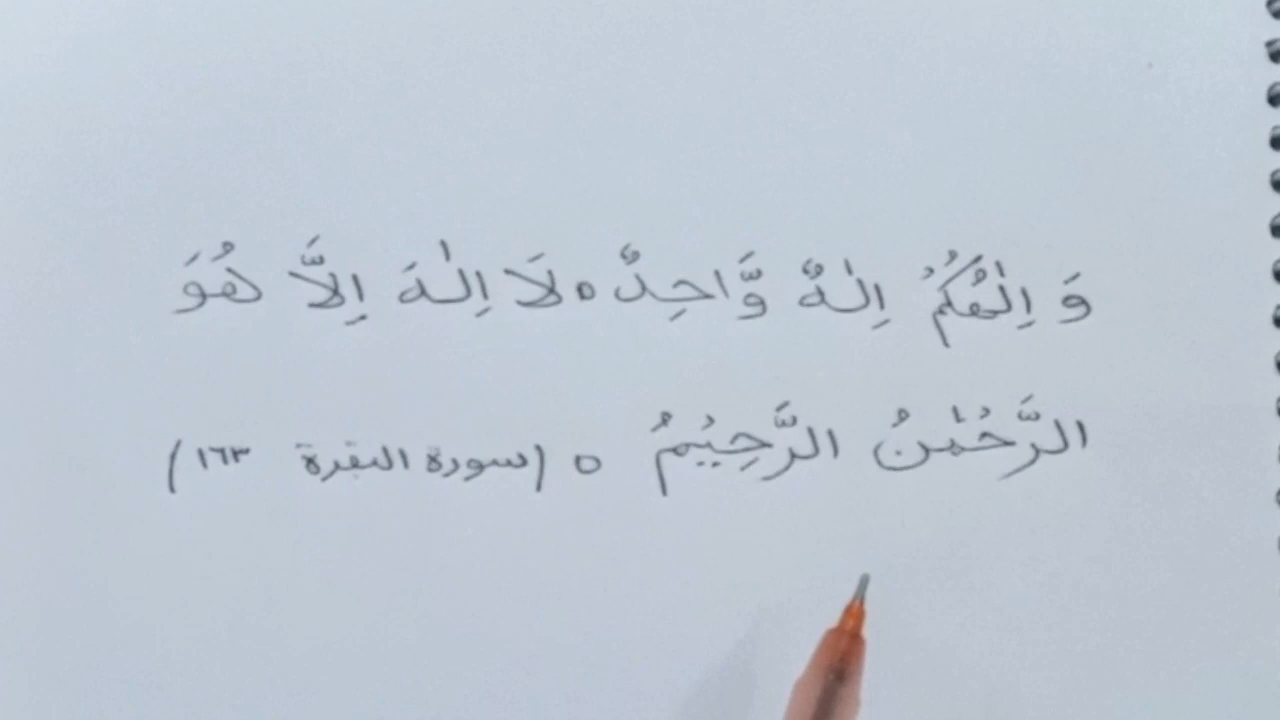 وَ اِلٰهُكُمْ اِلٰهٌ وَّاحِدٌ ۝ لَا اِلٰهَ اِلَّا هُوَ
الرَّحْمٰنُ الرَّحِيْمُ ۝ (سورة البقرة ١٦٣)